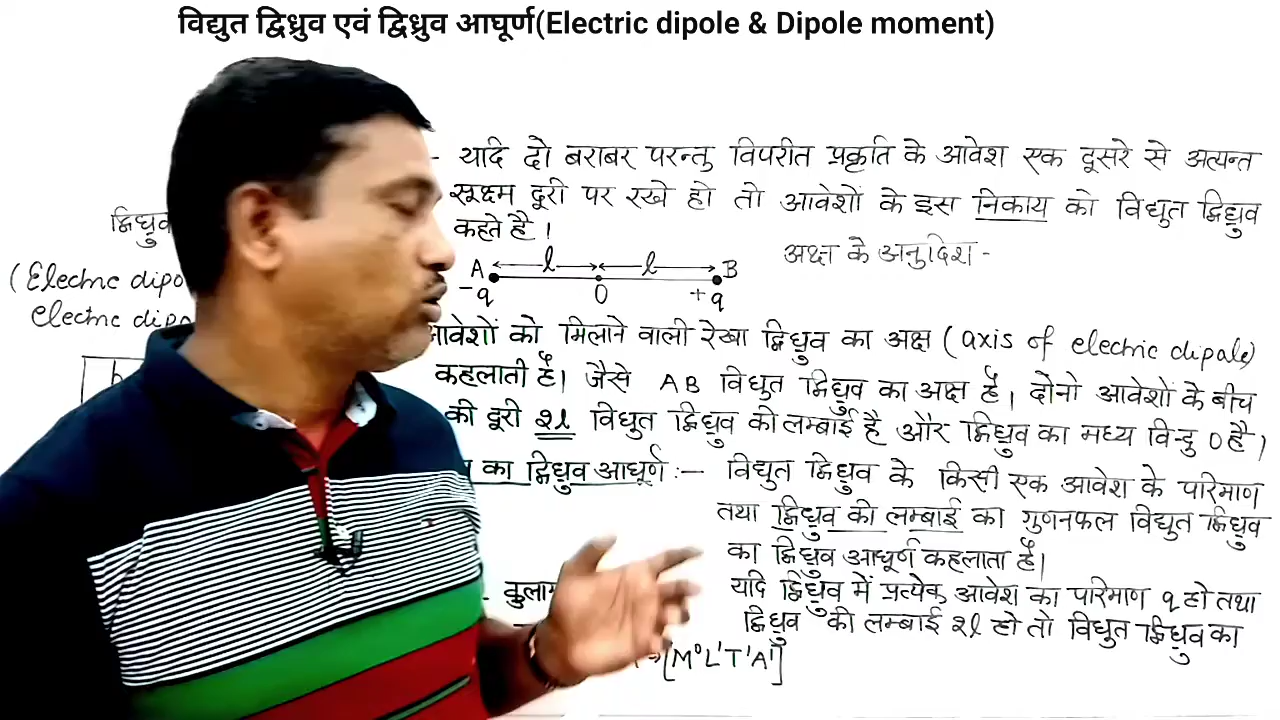 विद्युत द्विध्रुव एवं द्विध्रुव आघूर्ण(Electric dipole & Dipole moment)
- यदि दो बराबर परन्तु विपरीत प्रकृति के आवेश एक दूसरे से अत्यन्त
सूक्ष्म दूरी पर रखे हो तो आवेशों के इस निकाय को विद्युत द्विध्रुव
कहते है।
अक्ष के अनुदिश -
A l l B
-q O +q
(Electric
electric
आवेशों को मिलाने वाली रेखा द्विध्रुव का अक्ष (axis of electric dipole)
कहलाती है। जैसे AB विद्युत द्विध्रुव का अक्ष है। दोनो आवेशों के बीच
की दूरी 2l विद्युत द्विध्रुव की लम्बाई है और द्विध्रुव का मध्य विन्दु O है।
का द्विध्रुव आघूर्ण :-
विद्युत द्विध्रुव के किसी एक आवेश के परिमाण
तथा द्विध्रुव की लम्बाई का गुणनफल विद्युत द्विध्रुव
का द्विध्रुव आघूर्ण कहलाता है।
यदि द्विध्रुव में प्रत्येक आवेश का परिमाण q हो तथा
द्विध्रुव की लम्बाई 2l हो तो विद्युत द्विध्रुव का
[M⁰L¹T¹A¹]